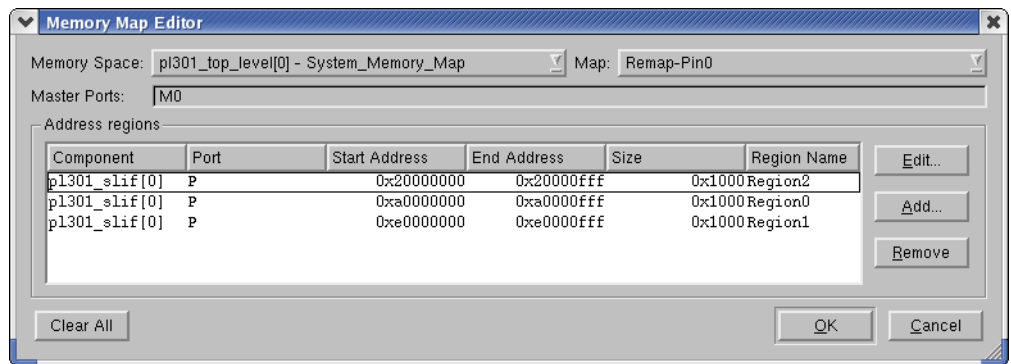 Memory Map Editor
Memory Space: pl301_top_level[0] - System_Memory_Map Map: Remap-Pin0
Master Ports: M0
Address regions
Component Port Start Address End Address Size Region Name
pl301_slif[0] P 0x20000000 0x20000fff 0x1000 Region2
pl301_slif[0] P 0xa0000000 0xa0000fff 0x1000 Region0
pl301_slif[0] P 0xe0000000 0xe0000fff 0x1000 Region1
Edit...
Add...
Remove
Clear All OK Cancel